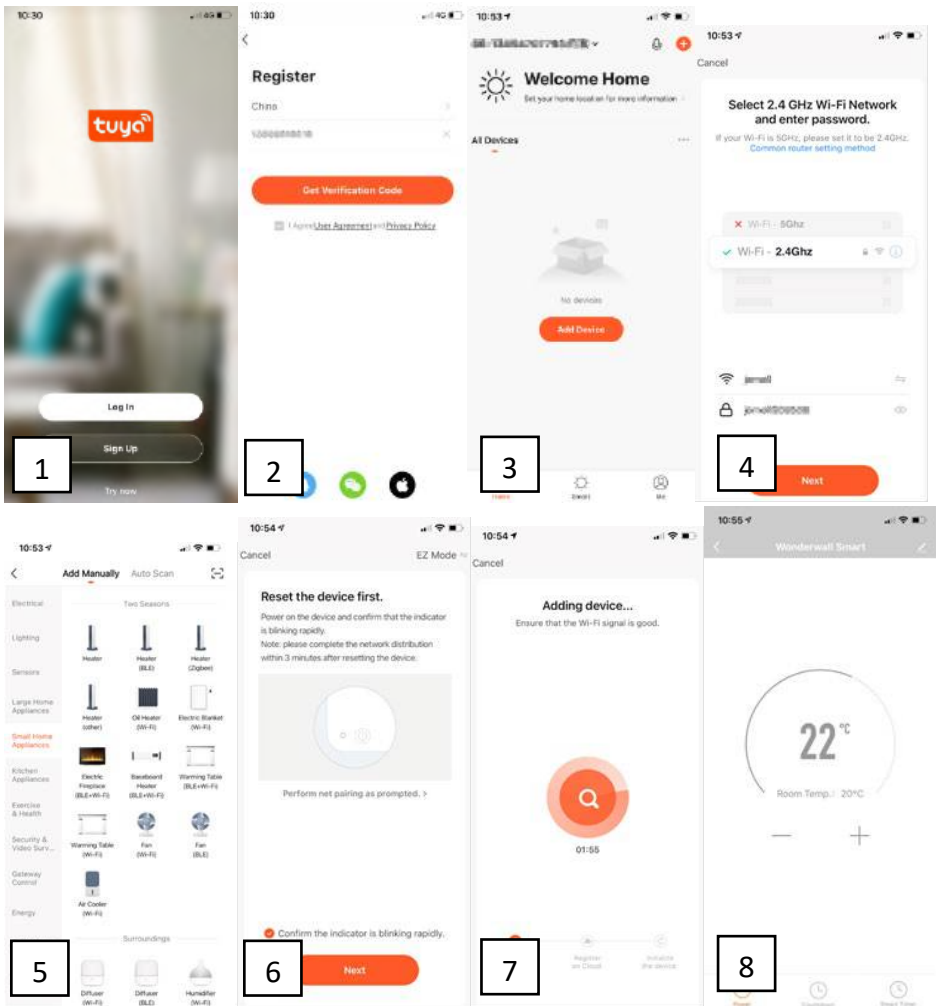 10:30
4G
tuya
Log In
Sign Up
Try now
1
10:30
4G
Register
China
Get Verification Code
I Agree User Agreement and Privacy Policy
2
10:53
Welcome Home
Set your home location for more information
All Devices
No devices
Add Device
Smart
Me
3
10:53
Cancel
Select 2.4 GHz Wi-Fi Network
and enter password.
If your Wi-Fi is 5GHz, please set it to be 2.4GHz.
Common router setting method
Wi-Fi - 5Ghz
Wi-Fi - 2.4Ghz
Next
4
10:53
Add Manually Auto Scan
Electrical
Lighting
Sensors
Large Home
Appliances
Small Home
Appliances
Kitchen
Appliances
Exercise
& Health
Security &
Video Surv...
Gateway
Control
Energy
Two Seasons
Heater
Heater
(BLE)
Heater
(Zigbee)
Heater
(other)
Oil Heater
(Wi-Fi)
Electric Blanket
(Wi-Fi)
Electric
Fireplace
(BLE+Wi-Fi)
Baseboard
Heater
(BLE+Wi-Fi)
Warming Table
(BLE+Wi-Fi)
Warming Table
(Wi-Fi)
Fan
(Wi-Fi)
Fan
(BLE)
Air Cooler
(Wi-Fi)
Surroundings
Diffuser
(Wi-Fi)
Diffuser
(BLE)
Humidifier
(Wi-Fi)
5
10:54
Cancel EZ Mode
Reset the device first.
Power on the device and confirm that the indicator
is blinking rapidly.
Note: please complete the network distribution
within 3 minutes after resetting the device.
Perform net pairing as prompted. >
Confirm the indicator is blinking rapidly.
Next
6
10:54
Cancel
Adding device...
Ensure that the Wi-Fi signal is good.
01:55
Register
on Cloud
Initialize
the device
7
10:55
Wonderwall Smart
22 °C
Room Temp.: 20°C
8